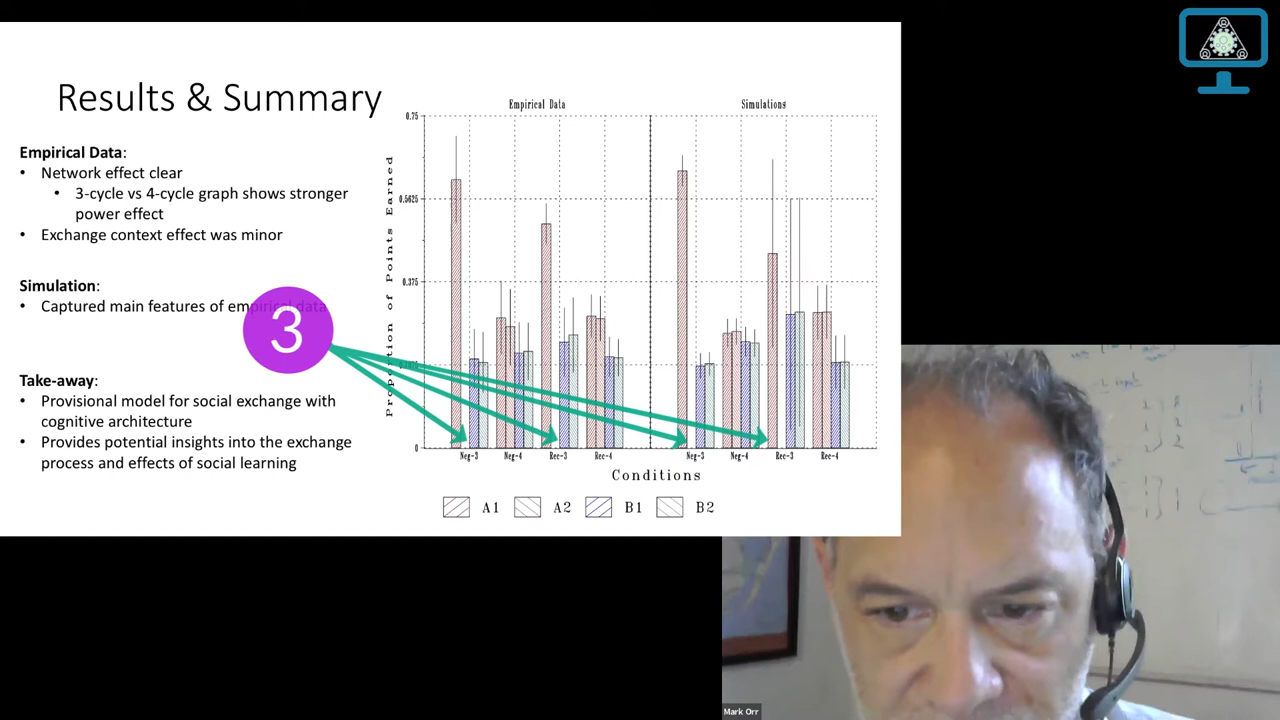 Results & Summary
Empirical Data:
• Network effect clear
• 3-cycle vs 4-cycle graph shows stronger
power effect
• Exchange context effect was minor
Simulation:
• Captured main features of empirical data
3
Take-away:
• Provisional model for social exchange with
cognitive architecture
• Provides potential insights into the exchange
process and effects of social learning
Empirical Data
Simulations
Proportion of Points Earned
0.75
0.5625
0.375
0.1875
0
Neg-3 Neg-4 Rec-3 Rec-4 Neg-3 Neg-4 Rec-3 Rec-4
Conditions
A1 A2 B1 B2
Mark Orr